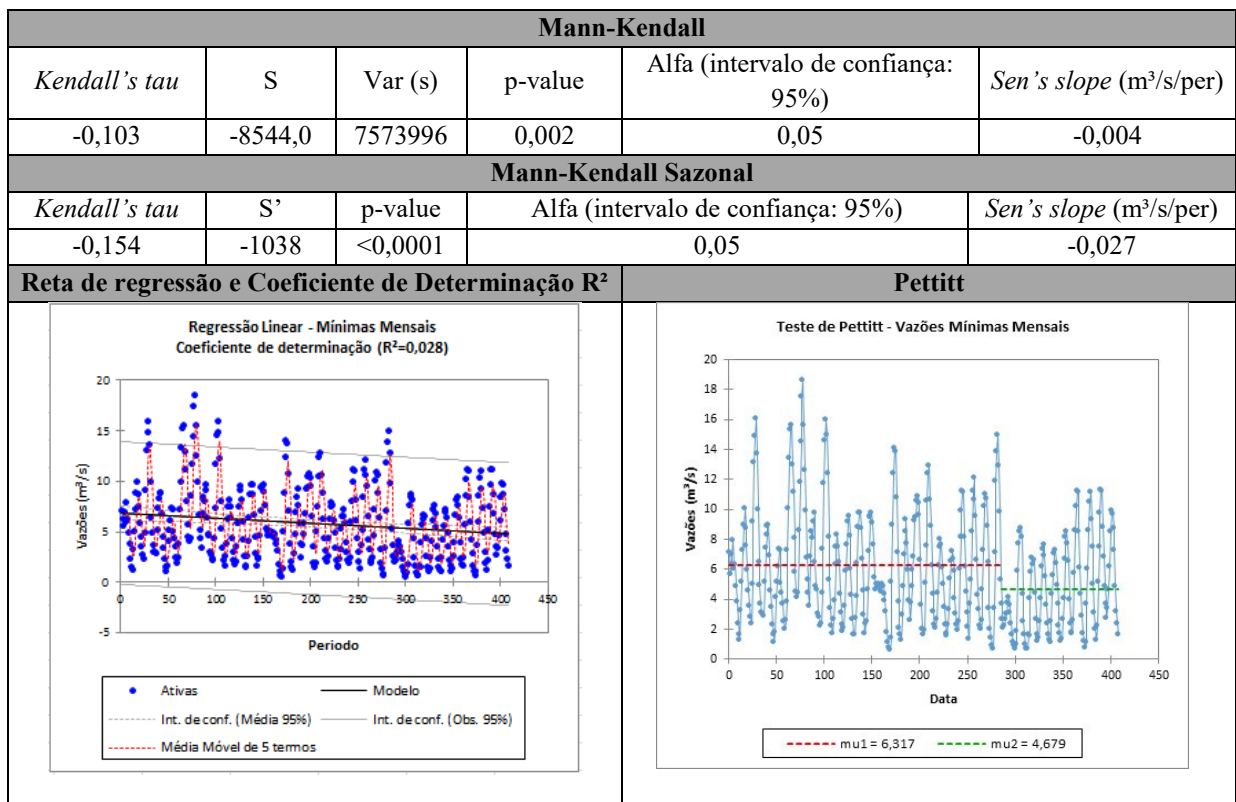 Mann-Kendall
Kendall's tau S Var (s) p-value Alfa (intervalo de confiança: 95%) Sen's slope (m³/s/per)
-0,103 -8544,0 7573996 0,002 0,05 -0,004
Mann-Kendall Sazonal
Kendall's tau S' p-value Alfa (intervalo de confiança: 95%) Sen's slope (m³/s/per)
-0,154 -1038 <0,0001 0,05 -0,027
Reta de regressão e Coeficiente de Determinação R² Pettitt
Regressão Linear - Mínimas Mensais
Coeficiente de determinação (R²=0,028)
Vazões (m³/s)
20
15
10
5
0
-5
0 50 100 150 200 250 300 350 400 450
Periodo
Ativas Modelo
Int. de conf. (Média 95%) Int. de conf. (Obs. 95%)
Média Móvel de 5 termos
Teste de Pettitt - Vazões Mínimas Mensais
Vazões (m³/s)
20
18
16
14
12
10
8
6
4
2
0
0 50 100 150 200 250 300 350 400 450
Data
mu1 = 6,317 mu2 = 4,679